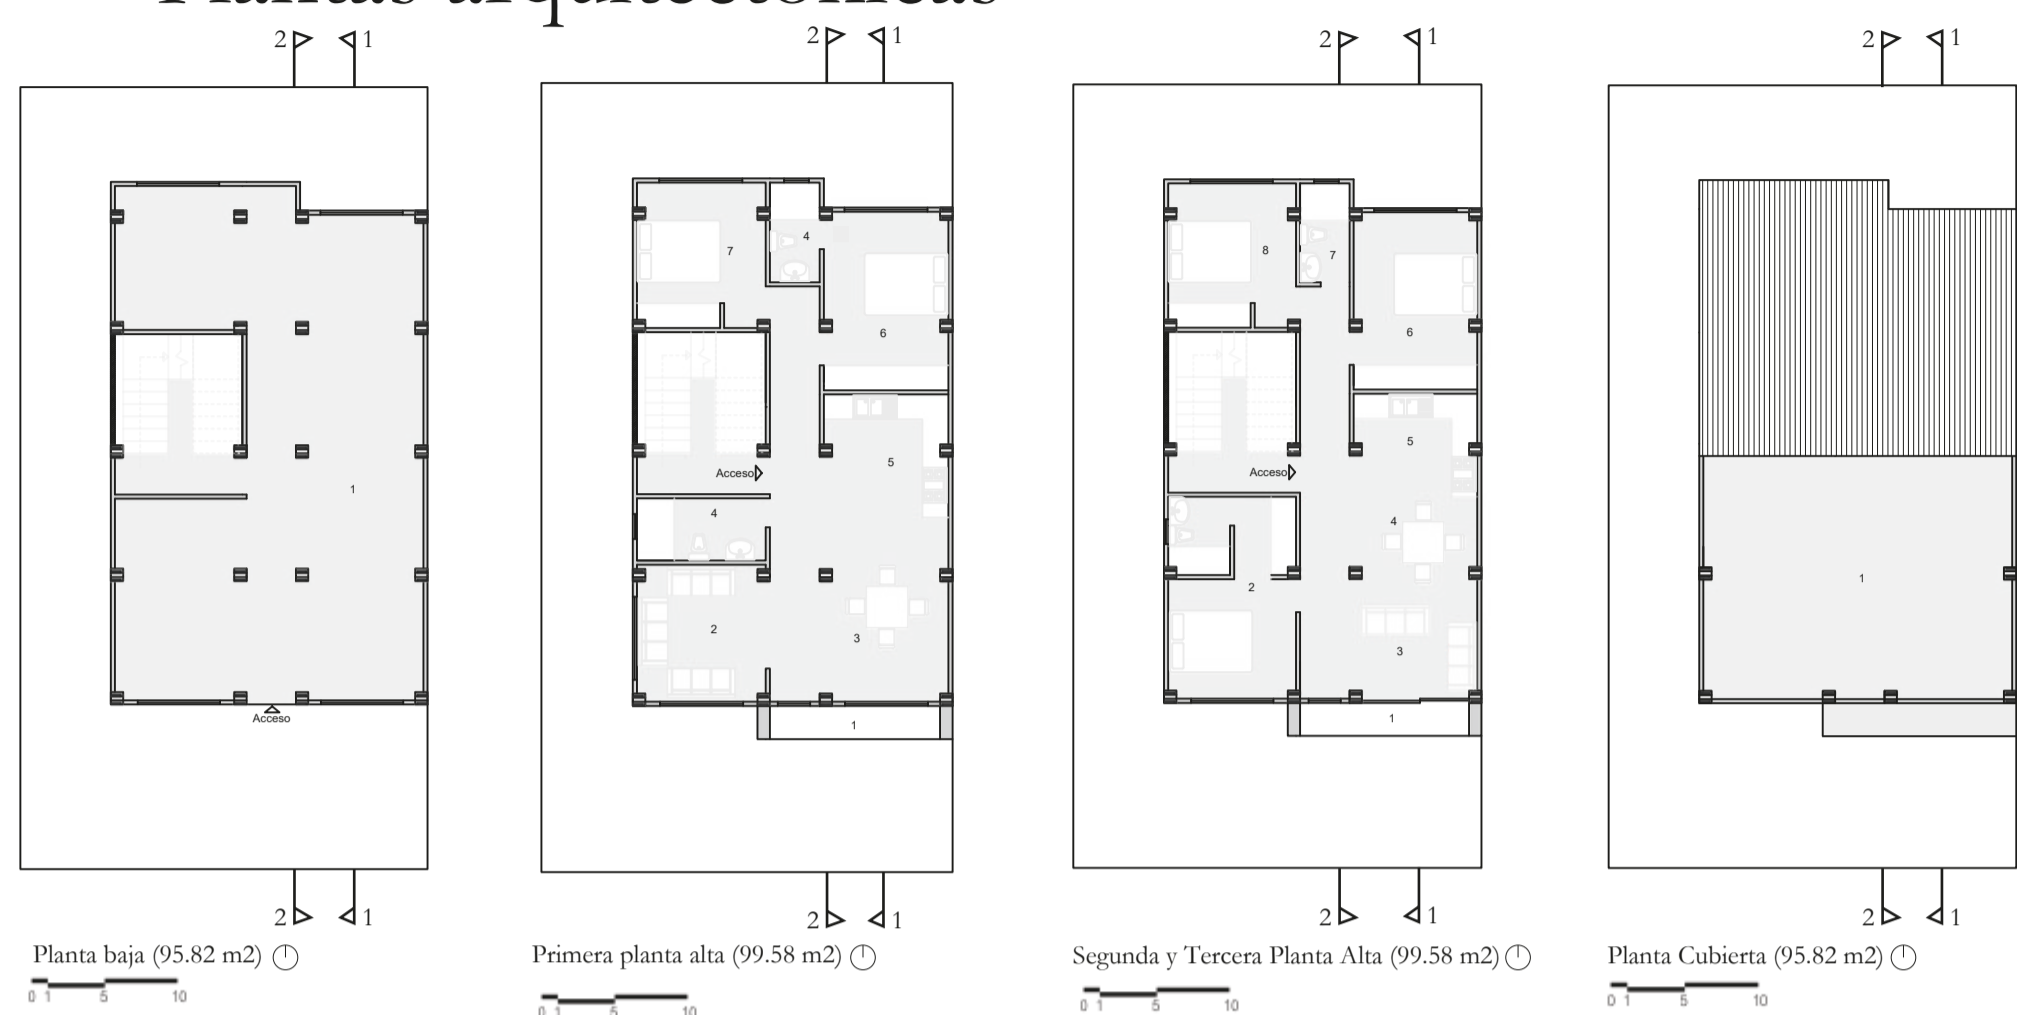 Plantas arquitectónicas
2 1
2 1
2 1
2 1
1
Acceso
7
4
6
5
Acceso
4
2
3
1
8
7
6
5
Acceso
4
2
3
1
1
2 1
2 1
2 1
2 1
Planta baja (95.82 m2)
0 1 5 10
Primera planta alta (99.58 m2)
0 1 5 10
Segunda y Tercera Planta Alta (99.58 m2)
0 1 5 10
Planta Cubierta (95.82 m2)
0 1 5 10